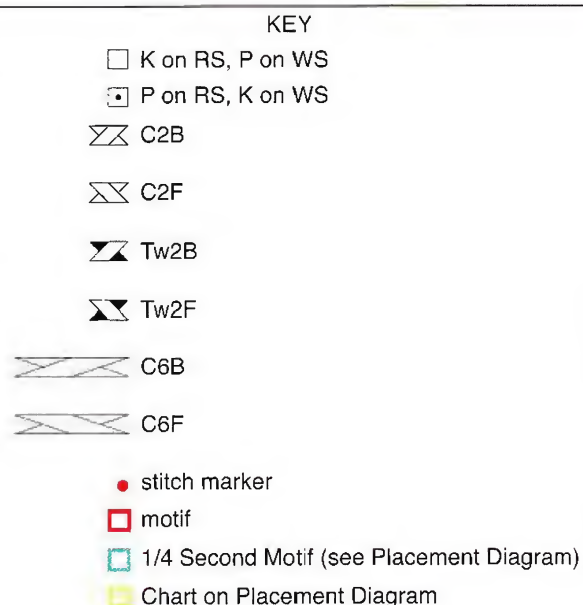 KEY
K on RS, P on WS
P on RS, K on WS
C2B
C2F
Tw2B
Tw2F
C6B
C6F
stitch marker
motif
1/4 Second Motif (see Placement Diagram)
Chart on Placement Diagram